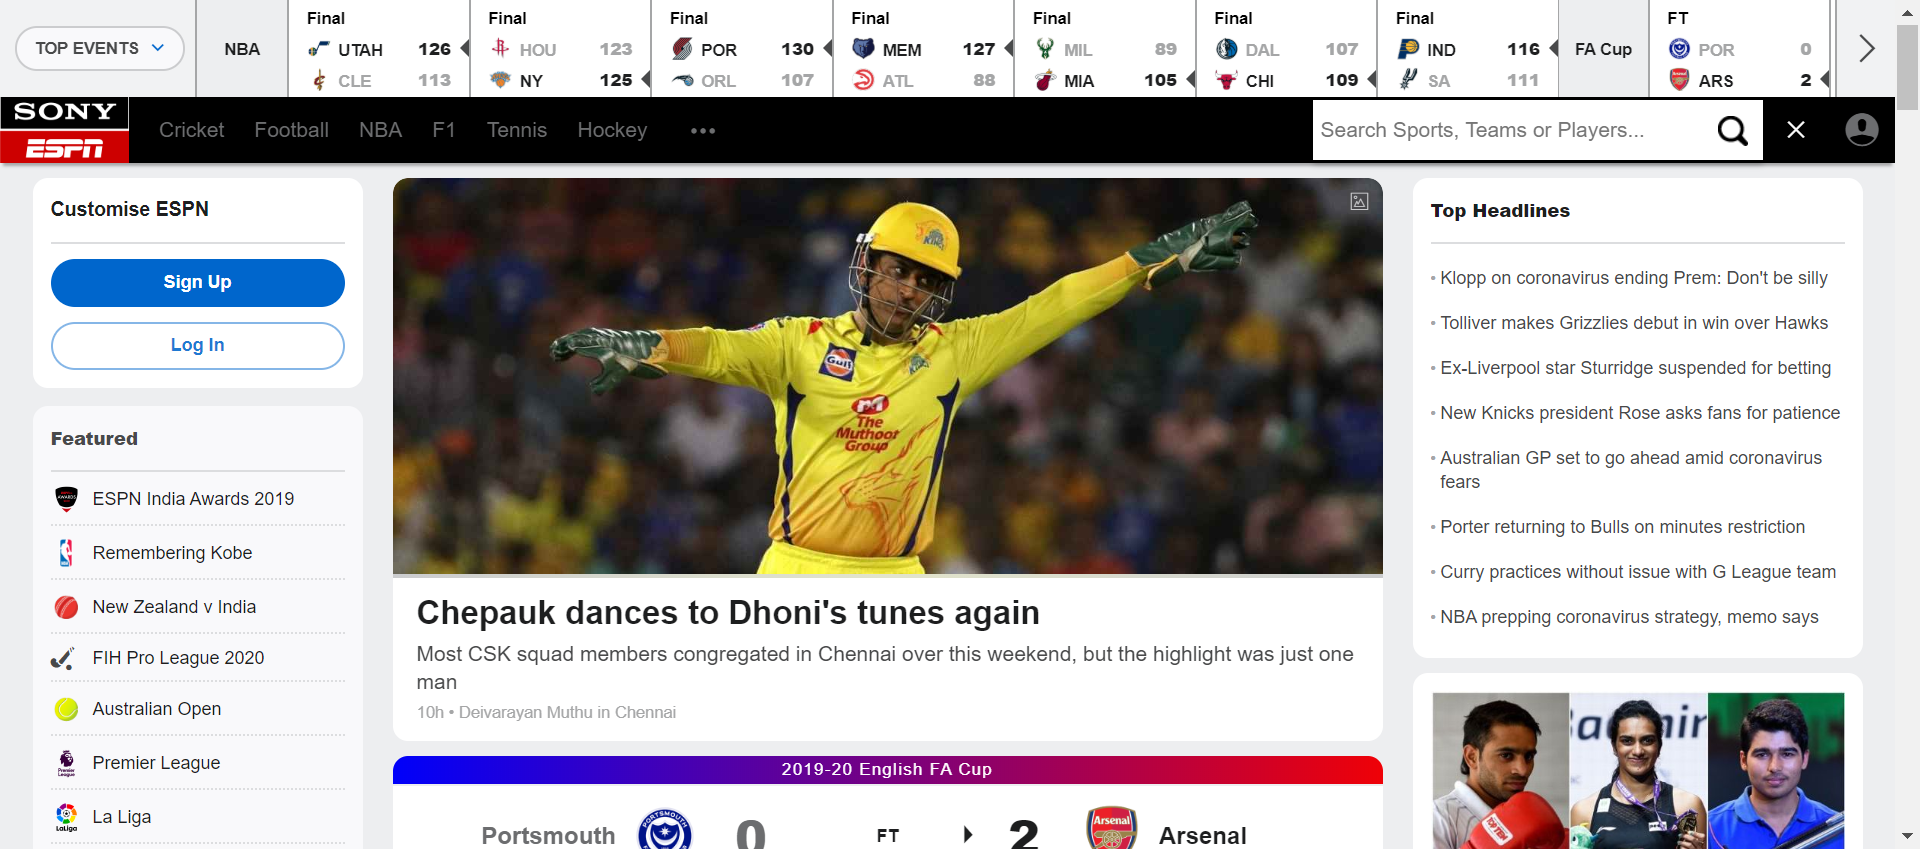 TOP EVENTS
NBA
Final
UTAH 126
CLE 113
Final
HOU 123
NY 125
Final
POR 130
ORL 107
Final
MEM 127
ATL 88
Final
MIL 89
MIA 105
Final
DAL 107
CHI 109
Final
IND 116
SA 111
FA Cup
FT
POR 0
ARS 2
SONY
ESPN
Cricket Football NBA F1 Tennis Hockey
Search Sports, Teams or Players...
Customise ESPN
Sign Up
Log In
Featured
ESPN India Awards 2019
Remembering Kobe
New Zealand v India
FIH Pro League 2020
Australian Open
Premier League
La Liga
Gulf
The
Muthoot
Group
Chepauk dances to Dhoni's tunes again
Most CSK squad members congregated in Chennai over this weekend, but the highlight was just one
man
10h • Deivarayan Muthu in Chennai
2019-20 English FA Cup
Portsmouth 0 FT 2 Arsenal
Arsenal
Top Headlines
Klopp on coronavirus ending Prem: Don't be silly
Tolliver makes Grizzlies debut in win over Hawks
Ex-Liverpool star Sturridge suspended for betting
New Knicks president Rose asks fans for patience
Australian GP set to go ahead amid coronavirus
fears
Porter returning to Bulls on minutes restriction
Curry practices without issue with G League team
NBA prepping coronavirus strategy, memo says